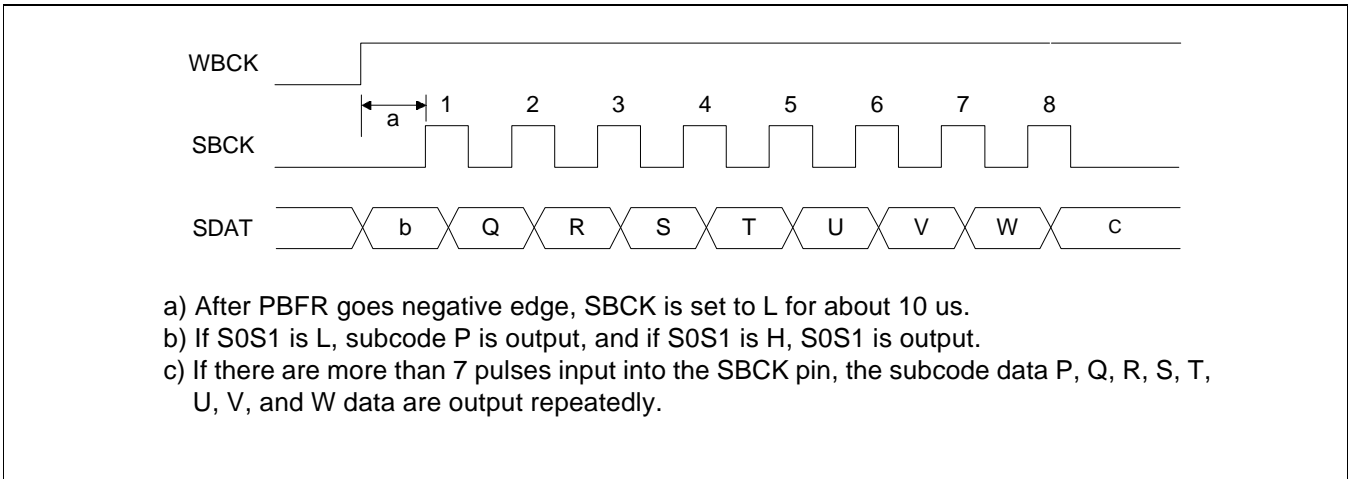 WBCK
1 2 3 4 5 6 7 8
a
SBCK
SDAT b Q R S T U V W C
a) After PBFR goes negative edge, SBCK is set to L for about 10 us.
b) If S0S1 is L, subcode P is output, and if S0S1 is H, S0S1 is output.
c) If there are more than 7 pulses input into the SBCK pin, the subcode data P, Q, R, S, T,
U, V, and W data are output repeatedly.